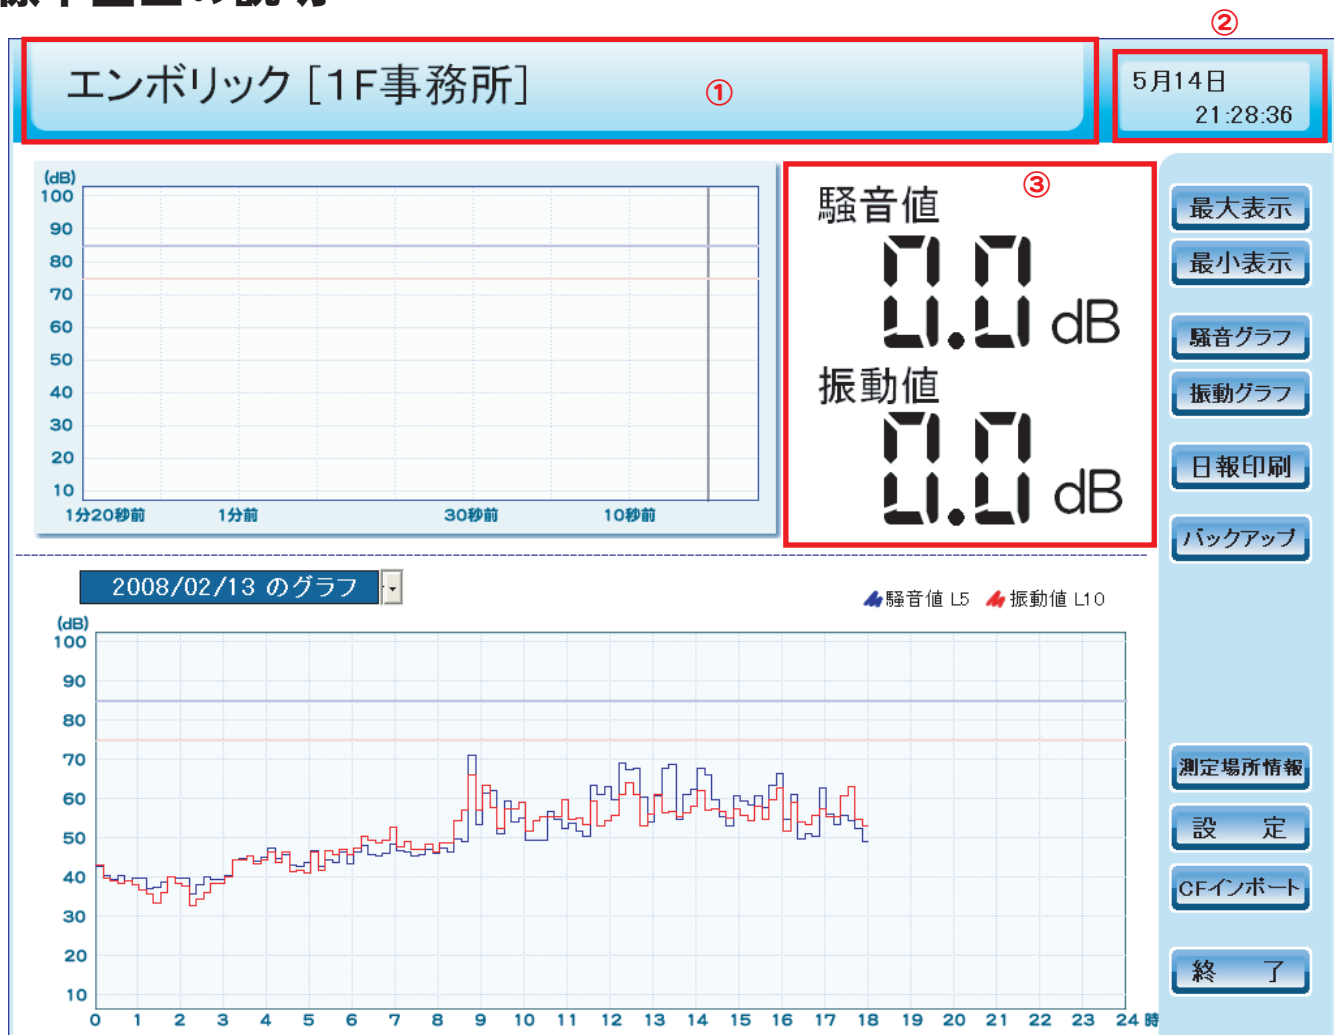 ②
エンボリック [1F事務所]
①
5月14日
21:28:36
(dB)
100
90
80
70
60
50
40
30
20
10
1分20秒前 1分前 30秒前 10秒前
③
騒音値
0.0 dB
振動値
0.0 dB
最大表示
最小表示
騒音グラフ
振動グラフ
日報印刷
バックアップ
2008/02/13 のグラフ
騒音値 L5 振動値 L10
(dB)
100
90
80
70
60
50
40
30
20
10
0 1 2 3 4 5 6 7 8 9 10 11 12 13 14 15 16 17 18 19 20 21 22 23 24 時
測定場所情報
設 定
CFインポート
終 了